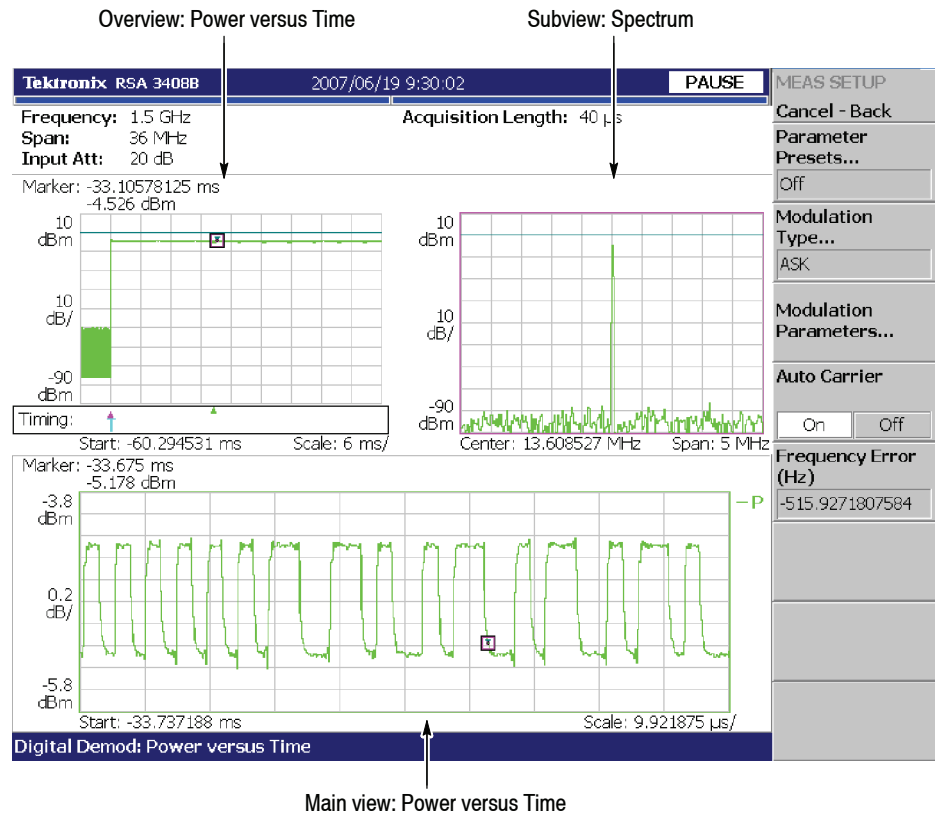 Overview: Power versus Time
Subview: Spectrum
Tektronix RSA 3408B 2007/06/19 9:30:02 PAUSE
Frequency: 1.5 GHz Acquisition Length: 40 µs
Span: 36 MHz
Input Att: 20 dB
Marker: -33.10578125 ms
-4.526 dBm
10
dBm
10
dB/
-90
dBm
Timing:
Start: -60.294531 ms Scale: 6 ms/
10
dBm
10
dB/
-90
dBm
Center: 13.608527 MHz Span: 5 MHz
Marker: -33.675 ms
-5.178 dBm
-3.8
dBm
P
0.2
dB/
-5.8
dBm
Start: -33.737188 ms Scale: 9.921875 µs/
Digital Demod: Power versus Time
MEAS SETUP
Cancel - Back
Parameter
Presets...
Off
Modulation
Type...
ASK
Modulation
Parameters...
Auto Carrier
On Off
Frequency Error
(Hz)
-515.9271807584
Main view: Power versus Time